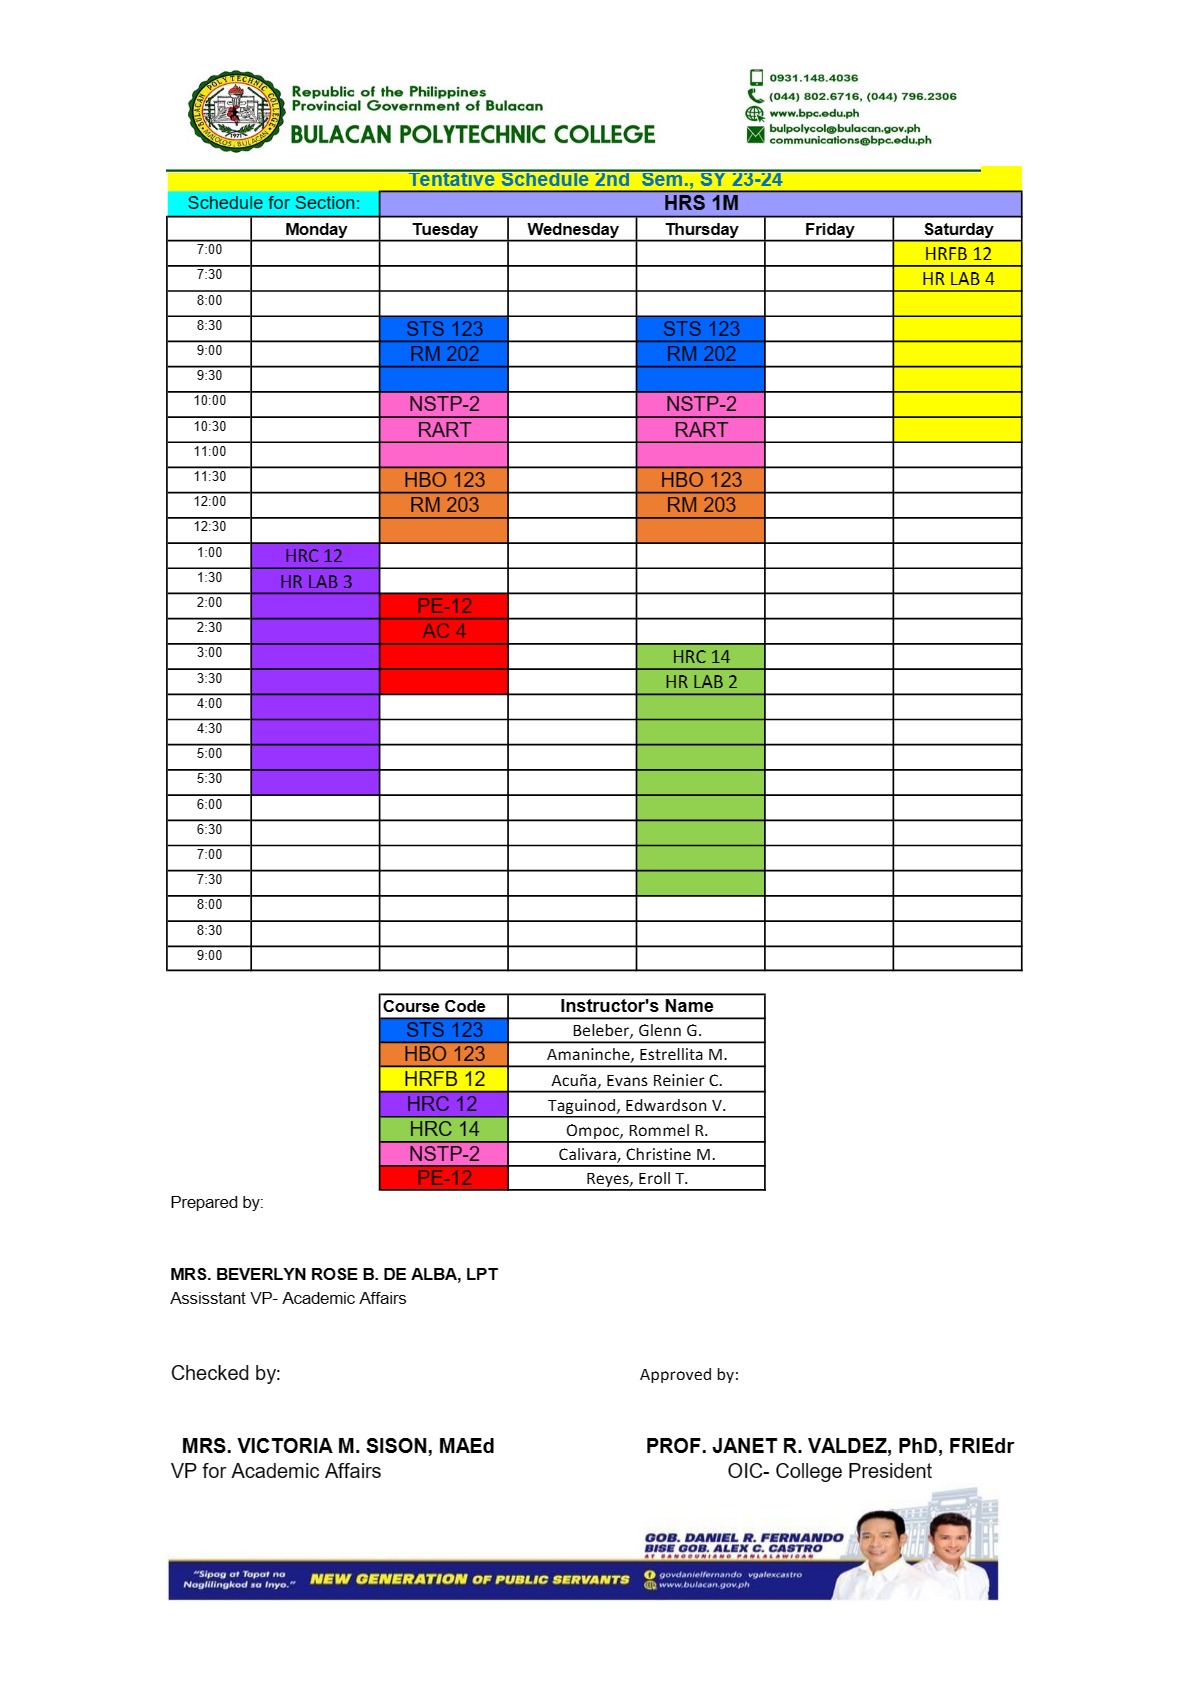 BULACAN POLYTECHNIC COLLEGE
MALOLOS, BULACAN
1971
Republic of the Philippines
Provincial Government of Bulacan
BULACAN POLYTECHNIC COLLEGE
0931.148.4036
(044) 802.6716, (044) 796.2306
www.bpc.edu.ph
bulpolycol@bulacan.gov.ph
communications@bpc.edu.ph
Tentative Schedule 2nd Sem., SY 23-24
Schedule for Section: HRS 1M
Monday Tuesday Wednesday Thursday Friday Saturday
7:00 HRFB 12
7:30 HR LAB 4
8:00
8:30 STS 123 STS 123
9:00 RM 202 RM 202
9:30
10:00 NSTP-2 NSTP-2
10:30 RART RART
11:00
11:30 HBO 123 HBO 123
12:00 RM 203 RM 203
12:30
1:00 HRC 12
1:30 HR LAB 3
2:00 PE-12
2:30 AC 4
3:00 HRC 14
3:30 HR LAB 2
4:00
4:30
5:00
5:30
6:00
6:30
7:00
7:30
8:00
8:30
9:00
Course Code Instructor's Name
STS 123 Beleber, Glenn G.
HBO 123 Amaninche, Estrellita M.
HRFB 12 Acuña, Evans Reinier C.
HRC 12 Taguinod, Edwardson V.
HRC 14 Ompoc, Rommel R.
NSTP-2 Calivara, Christine M.
PE-12 Reyes, Eroll T.
Prepared by:
MRS. BEVERLYN ROSE B. DE ALBA, LPT
Assisstant VP- Academic Affairs
Checked by: Approved by:
MRS. VICTORIA M. SISON, MAEd PROF. JANET R. VALDEZ, PhD, FRIEdr
VP for Academic Affairs OIC- College President
GOB. DANIEL R. FERNANDO
BISE GOB. ALEX C. CASTRO
AT SANGGUNIANG PANLALAWIGAN
"Sipag at Tapat na
Naglilingkod sa Inyo."
NEW GENERATION OF PUBLIC SERVANTS
govdanielfernando vgalexcastro
www.bulacan.gov.ph